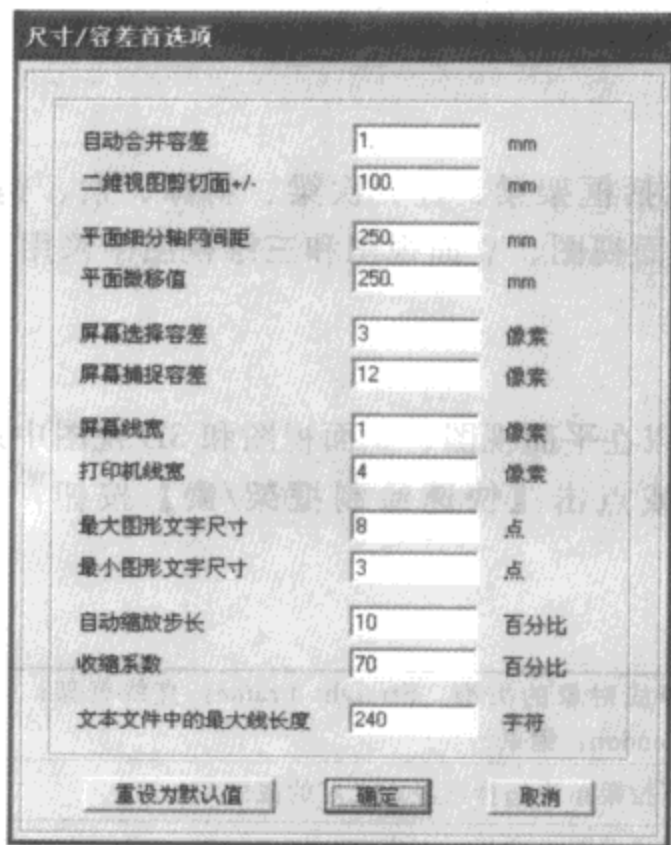 尺寸/容差首选项
自动合并容差 1. mm
二维视图剪切面+/- 100. mm
平面细分轴网间距 250. mm
平面微移值 250. mm
屏幕选择容差 3 像素
屏幕捕捉容差 12 像素
屏幕线宽 1 像素
打印机线宽 4 像素
最大图形文字尺寸 8 点
最小图形文字尺寸 3 点
自动缩放步长 10 百分比
收缩系数 70 百分比
文本文件中的最大线长度 240 字符
重设为默认值 确定 取消